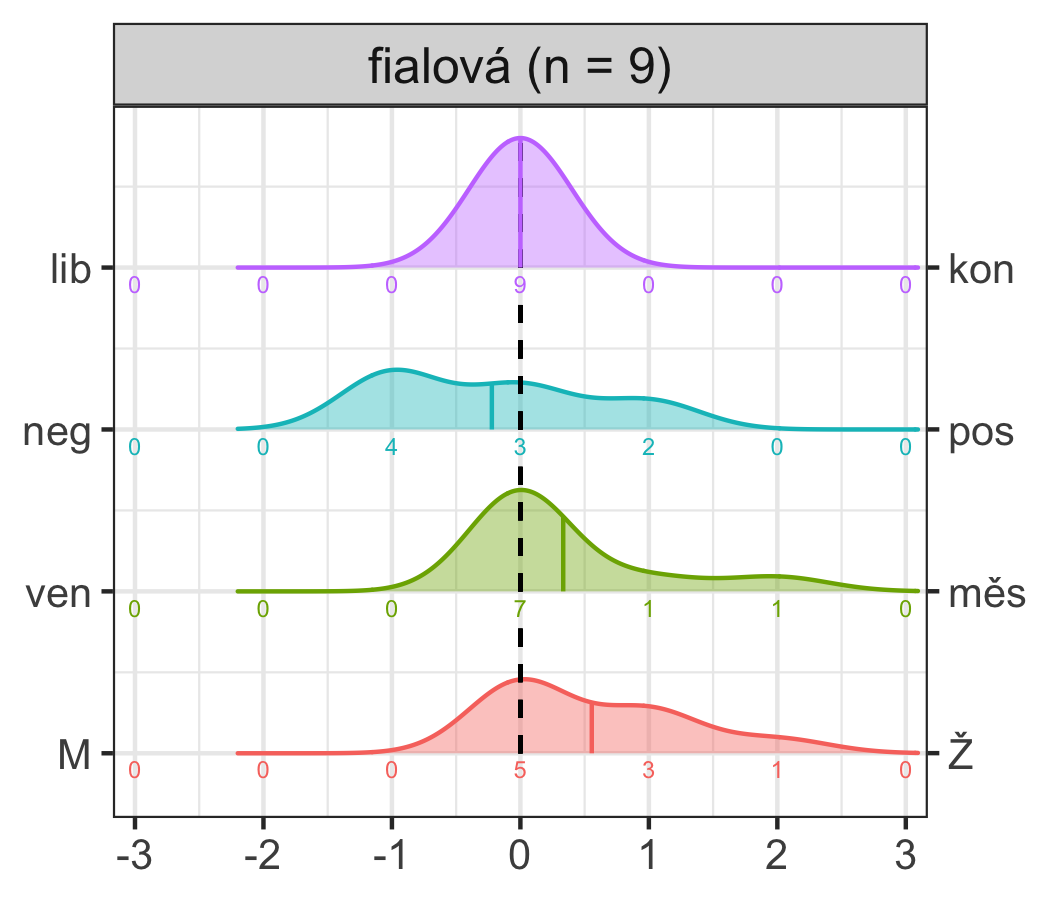 fialová (n = 9)
lib kon
0 0 0 9 0 0 0
neg pos
0 0 4 3 2 0 0
ven měs
0 0 0 7 1 1 0
M Ž
0 0 0 5 3 1 0
-3 -2 -1 0 1 2 3